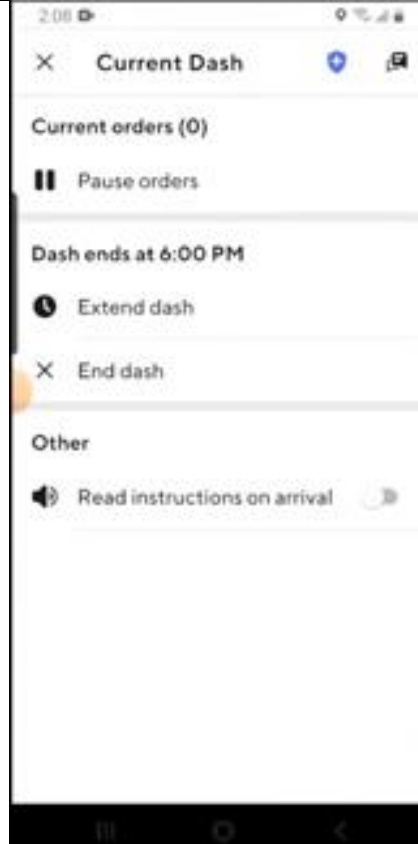 2:08
Current Dash
Current orders (0)
Pause orders
Dash ends at 6:00 PM
Extend dash
End dash
Other
Read instructions on arrival